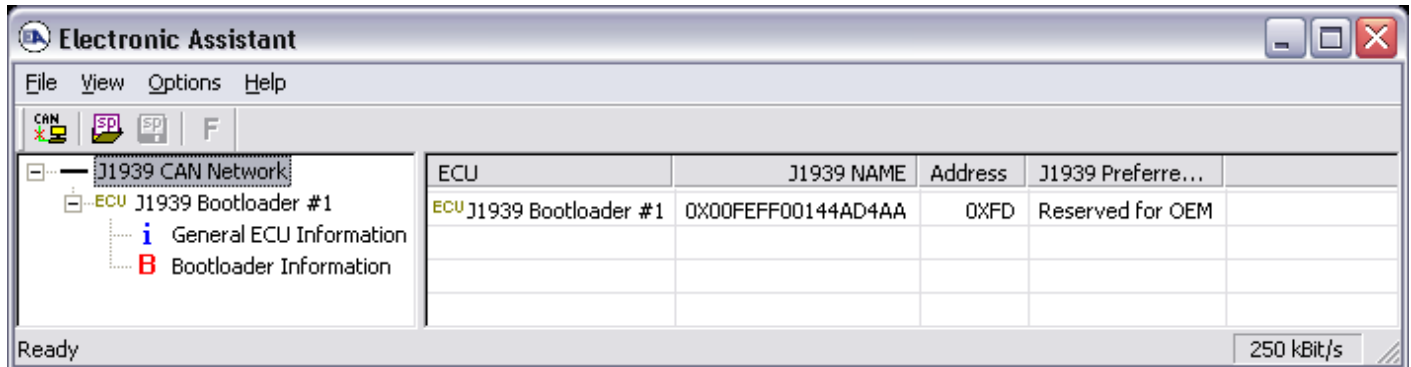 Electronic Assistant
File View Options Help
CAN SP SP F
J1939 CAN Network
ECU J1939 Bootloader #1
i General ECU Information
B Bootloader Information
ECU J1939 NAME Address J1939 Preferre...
ECU J1939 Bootloader #1 0X00FEFF00144AD4AA 0XFD Reserved for OEM
Ready 250 kBit/s